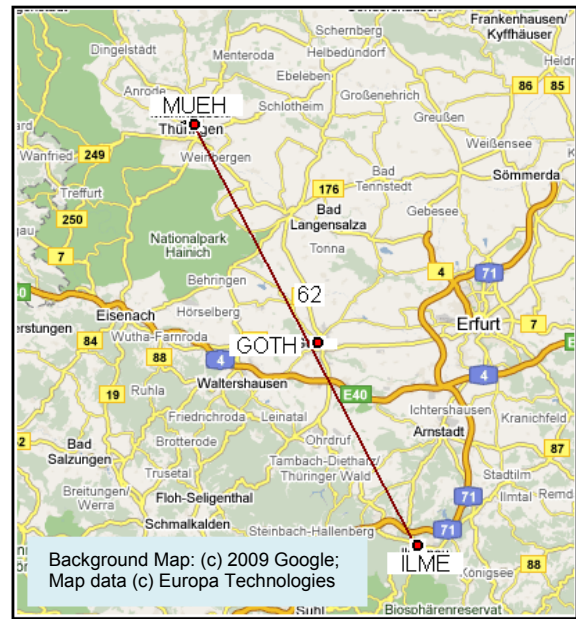 Frankenhausen/
Kyffhäuser
Schernberg
Helbedündorf
Dingelstädt
Menteroda
Ebeleben
Anrode
Schlotheim
Großenehrich
Greußen
86
85
MUEH
Thüringen
Weinbergen
Weißensee
Wanfried
249
Treffurt
176
Bad
Tennstedt
Sömmerda
250
Bad
Langensalza
Gebesee
7
Nationalpark
Hainich
Tonna
4
71
Behringen
62
Eisenach
Hörselberg
Erfurt
7
84
Wutha-Farnroda
GOTH
88
4
Waltershausen
4
19
Ruhla
E40
Friedrichroda
Leinatal
Ichtershausen
Kranichfeld
Bad
Salzungen
Brotterode
Ohrdruf
Arnstadt
87
Trusetal
Tambach-Dietharz/
Thüringer Wald
Stadtilm
Breitungen/
Werra
Floh-Seligenthal
71
Ilmtal
Schmalkalden
Steinbach-Hallenberg
71
ILME
88
Königsee
Suhl
Biosphärenreservat
Background Map: (c) 2009 Google;
Map data (c) Europa Technologies